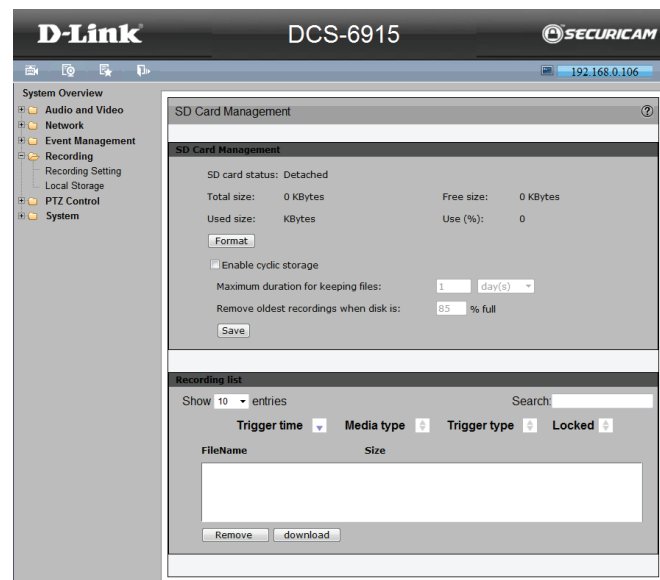 D-Link
DCS-6915
SECURICAM
192.168.0.106
System Overview
Audio and Video
Network
Event Management
Recording
Recording Setting
Local Storage
PTZ Control
System
SD Card Management
SD Card Management
SD card status: Detached
Total size: 0 KBytes Free size: 0 KBytes
Used size: KBytes Use (%): 0
Format
Enable cyclic storage
Maximum duration for keeping files: 1 day(s)
Remove oldest recordings when disk is: 85 % full
Save
Recording list
Show 10 entries Search:
Trigger time Media type Trigger type Locked
FileName Size
Remove download